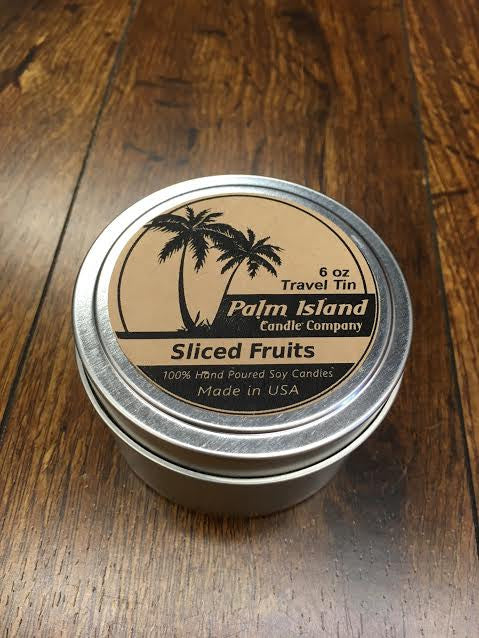 6 oz
Travel Tin
Palm Island
Candle Company
Sliced Fruits
100% Hand Poured Soy Candles
Made in USA